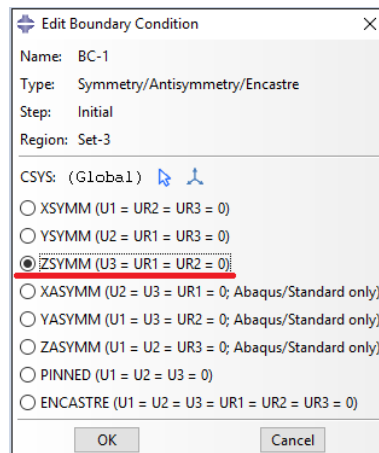 Edit Boundary Condition
Name: BC-1
Type: Symmetry/Antisymmetry/Encastre
Step: Initial
Region: Set-3
CSYS: (Global)
XSYMM (U1 = UR2 = UR3 = 0)
YSYMM (U2 = UR1 = UR3 = 0)
ZSYMM (U3 = UR1 = UR2 = 0)
XASYMM (U2 = U3 = UR1 = 0; Abaqus/Standard only)
YASYMM (U1 = U3 = UR2 = 0; Abaqus/Standard only)
ZASYMM (U1 = U2 = UR3 = 0; Abaqus/Standard only)
PINNED (U1 = U2 = U3 = 0)
ENCASTRE (U1 = U2 = U3 = UR1 = UR2 = UR3 = 0)
OK Cancel